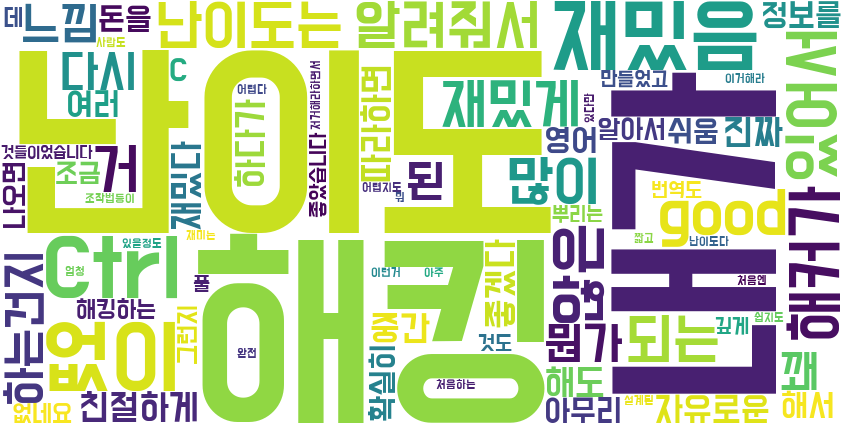 데
느낌
돈을
사람도
난이도는
알려줘서
재밌음
정보를
난이도
다시
C
여러
어렵다
하다가
저거해라하면서
좋았습니다
따라하면
재밌게
있다만
만들었고
이거해라
내가
있어서
것들이었습니다
나오면
조금
거
조작법등이
재밌다
어렵지도
뭐
된
많이
영어
알아서
쉬움
진짜
번역도
뿌리는
good
짧고
난이도다
해커가
하는건지
Ctrl
엄청
있을정도
재미는
풀
해킹
이런거
아주
좋겠다
은행
처음엔
해킹하는
그런지
중간
것도
뭔가
되는
깊게
쉽지도
꽤
없이
완전
확실히
처음하는
해도
없네요
친절하게
아무리
설계된
자유로운
해서